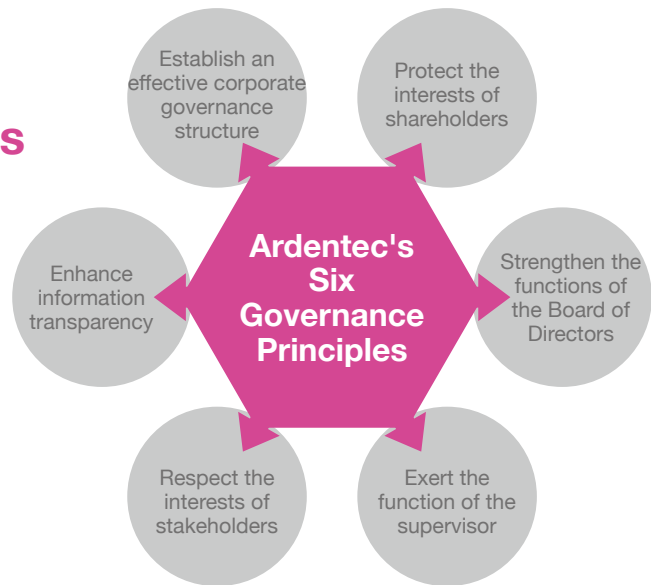 Establish an
effective corporate
governance
structure
Protect the
interests of
shareholders
s
Ardentec's
Six
Governance
Principles
Enhance
information
transparency
Strengthen the
functions of
the Board of
Directors
Respect the
interests of
stakeholders
Exert the
function of the
supervisor